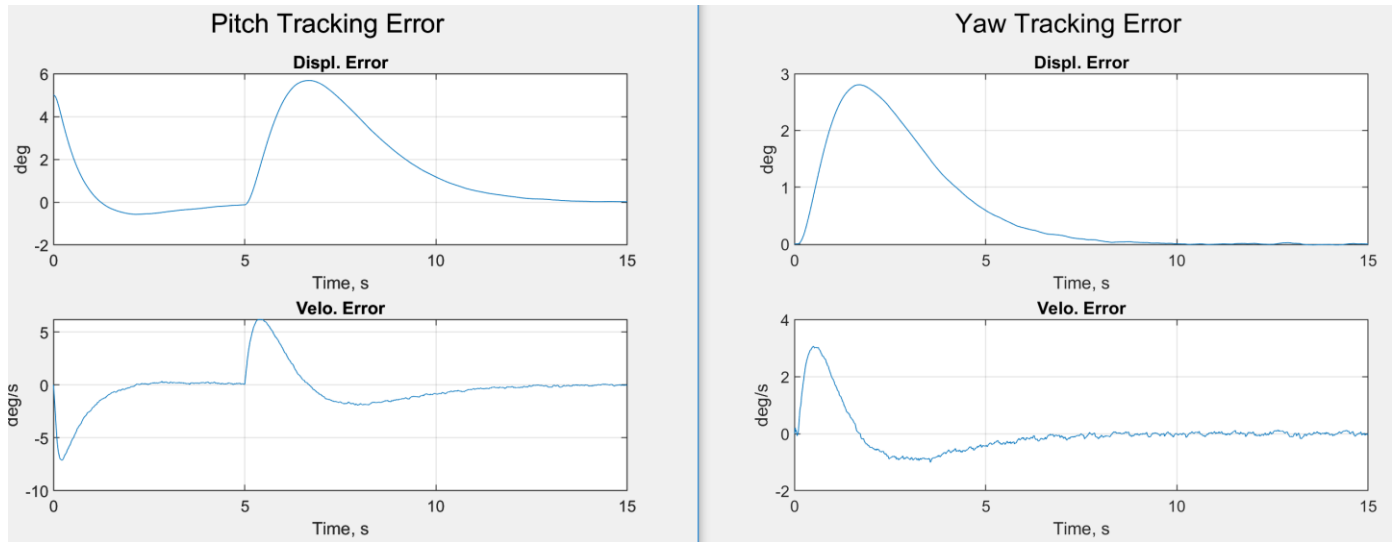 Pitch Tracking Error
Displ. Error
6
4
2
0
-2
deg
0
5
10
15
Time, s
Velo. Error
5
0
-5
-10
deg/s
0
5
10
15
Time, s
Yaw Tracking Error
Displ. Error
3
2
1
0
deg
0
5
10
15
Time, s
Velo. Error
4
2
0
-2
deg/s
0
5
10
15
Time, s